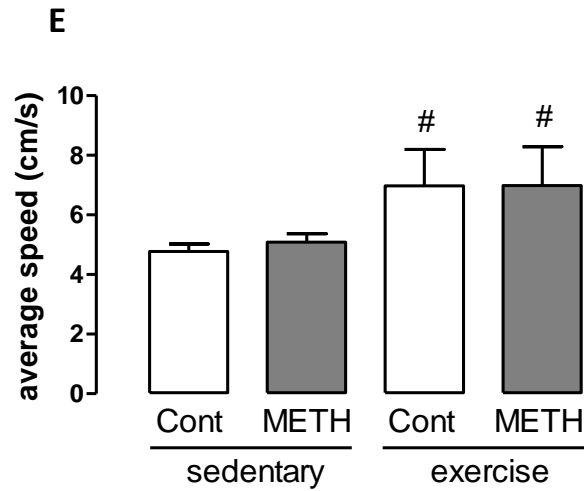 E
average speed (cm/s)
10
8
6
4
2
0
# #
Cont METH Cont METH
sedentary exercise